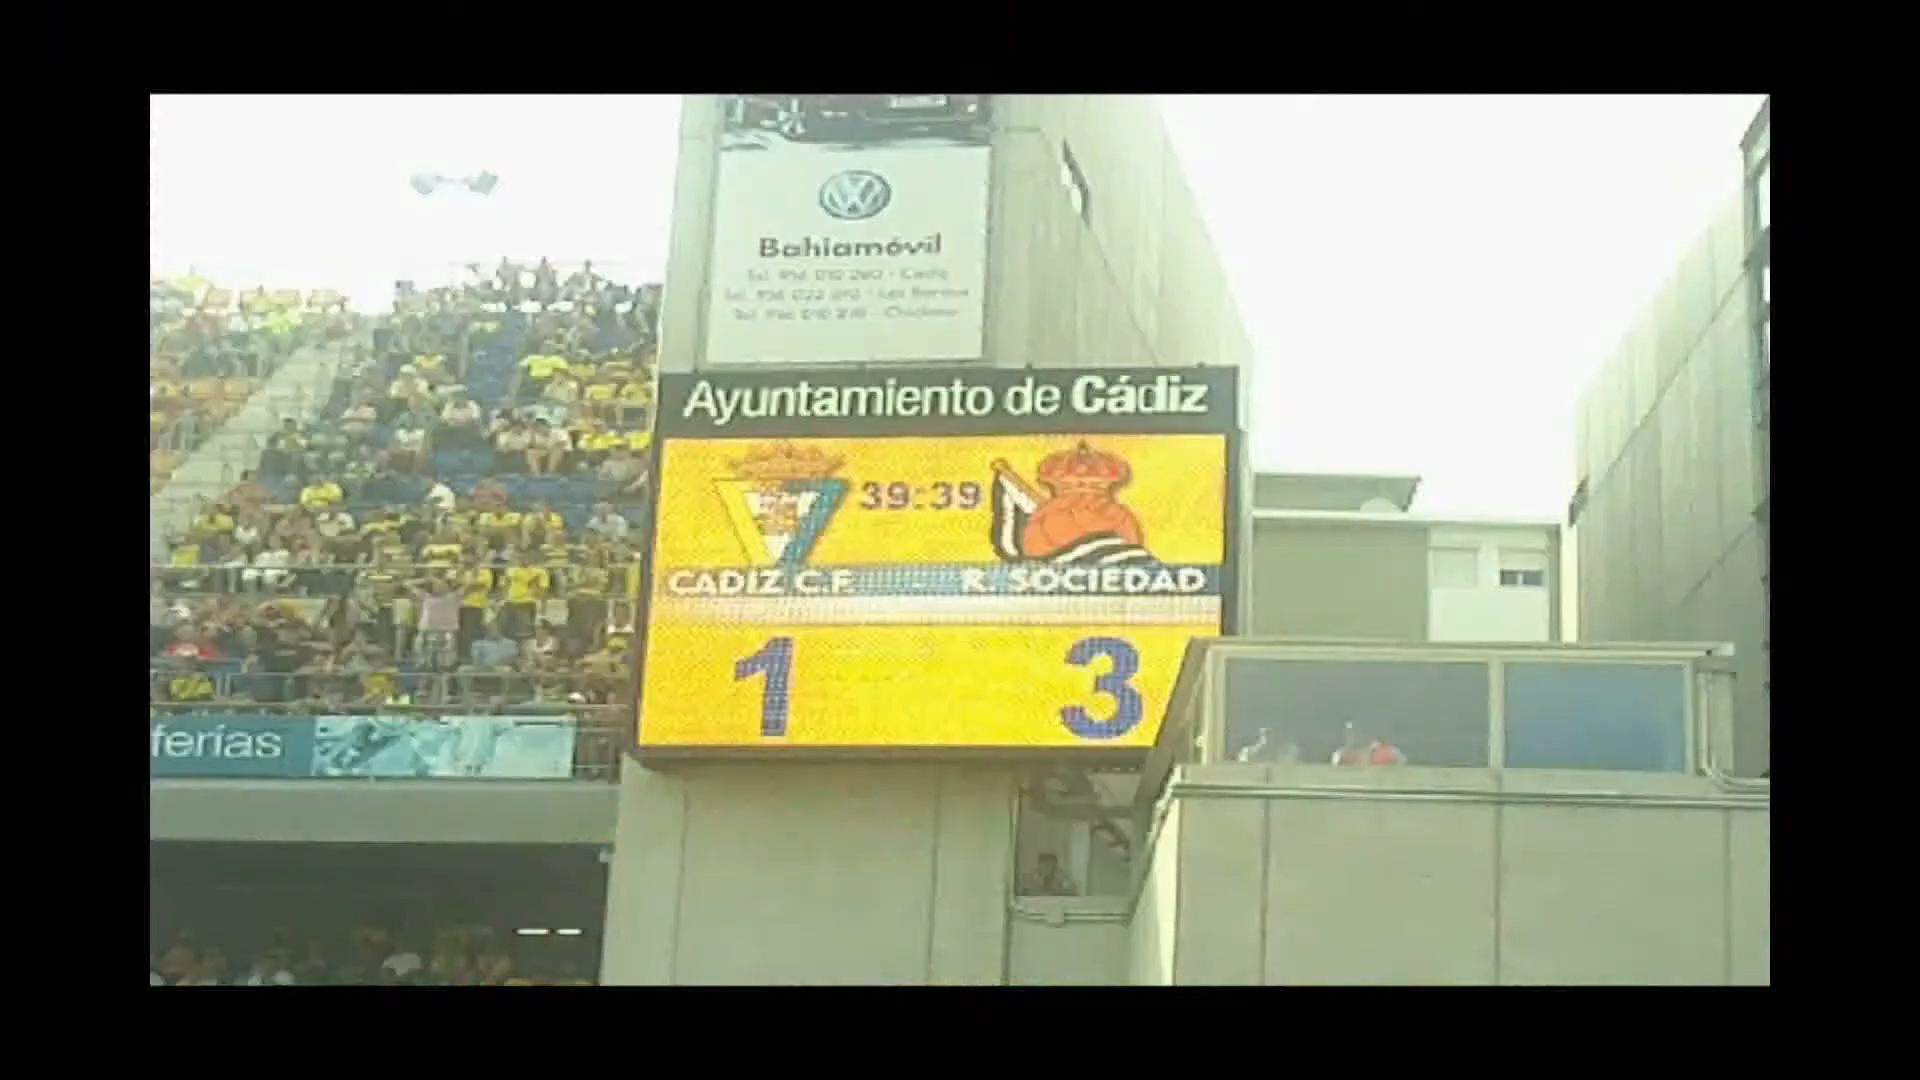 Bahiamóvil
Ayuntamiento de Cádiz
39:39
CADIZ C.F. - R. SOCIEDAD
1 3
ferias